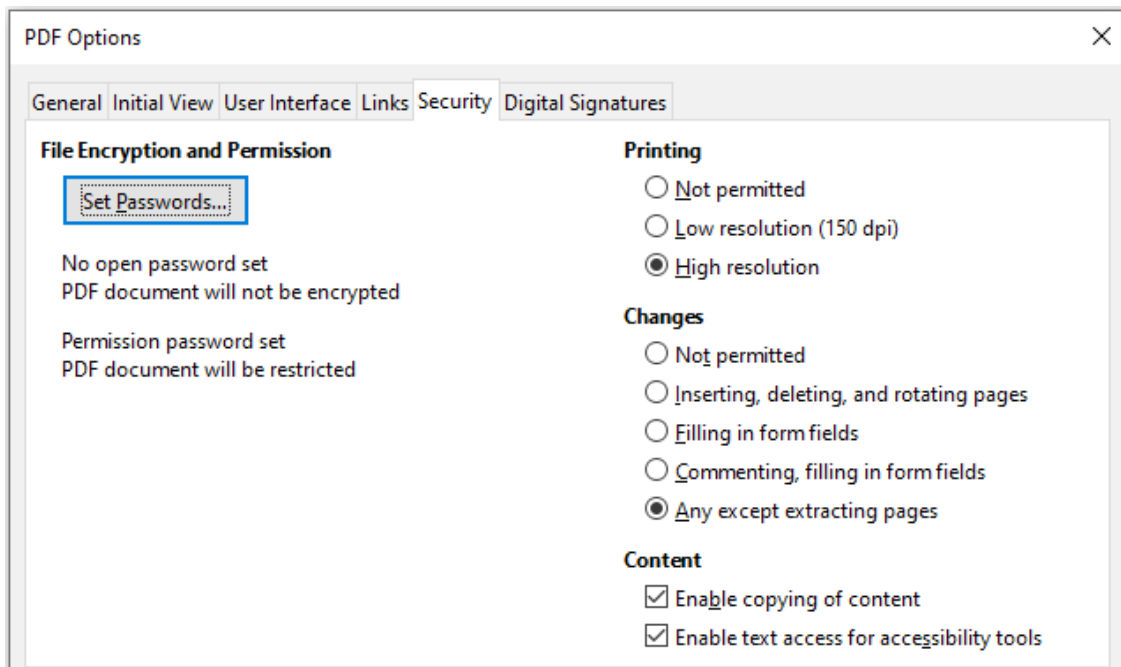 PDF Options
General Initial View User Interface Links Security Digital Signatures
File Encryption and Permission
Set Passwords...
No open password set
PDF document will not be encrypted
Permission password set
PDF document will be restricted
Printing
Not permitted
Low resolution (150 dpi)
High resolution
Changes
Not permitted
Inserting, deleting, and rotating pages
Filling in form fields
Commenting, filling in form fields
Any except extracting pages
Content
Enable copying of content
Enable text access for accessibility tools